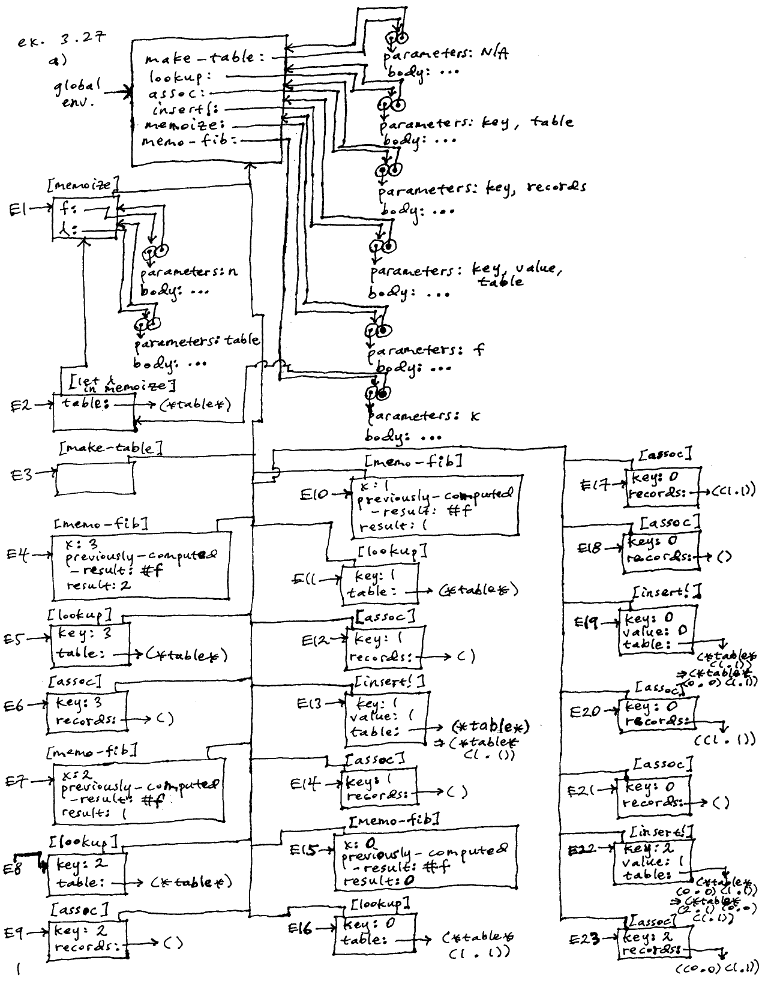 ex. 3.27
a)
global
env.
make-table:
lookup:
assoc:
insert!:
memoize:
memo-fib:
parameters: N/A
body: ...
parameters: key, table
body: ...
parameters: key, records
body: ...
parameters: key, value,
table
body: ...
parameters: f
body: ...
parameters: x
body: ...
[memoize]
E1
f:
λ:
parameters: n
body: ...
parameters: table
body: ...
[let λ
in memoize]
E2
table:
(*table*)
[make-table]
E3
[memo-fib]
E4
x: 3
previously-computed
-result: #f
result: 2
[lookup]
E5
key: 3
table:
(*table*)
[assoc]
E6
key: 3
records:
()
[memo-fib]
E7
x: 2
previously-computed
-result: #f
result: 1
[lookup]
E8
key: 2
table:
(*table*)
[assoc]
E9
key: 2
records:
()
[memo-fib]
E10
x: 1
previously-computed
-result: #f
result: 1
[lookup]
E11
key: 1
table:
(*table*)
[assoc]
E12
key: 1
records:
()
[insert!]
E13
key: 1
value: 1
table:
(*table*)
⇒ (*table*
(1 . 1))
[assoc]
E14
key: 1
records:
()
[memo-fib]
E15
x: 0
previously-computed
-result: #f
result: 0
[lookup]
E16
key: 0
table:
(*table*
(1 . 1))
[assoc]
E17
key: 0
records:
((1 . 1))
[assoc]
E18
key: 0
records:
()
[insert!]
E19
key: 0
value: 0
table:
(*table*
(1 . 1))
⇒ (*table*
(0 . 0) (1 . 1))
[assoc]
E20
key: 0
records:
((1 . 1))
[assoc]
E21
key: 0
records:
()
[insert!]
E22
key: 2
value: 1
table:
(*table*
(0 . 0) (1 . 1))
⇒ (*table*
(2 . 1) (0 . 0)
(1 . 1))
[assoc]
E23
key: 2
records:
((0 . 0) (1 . 1))